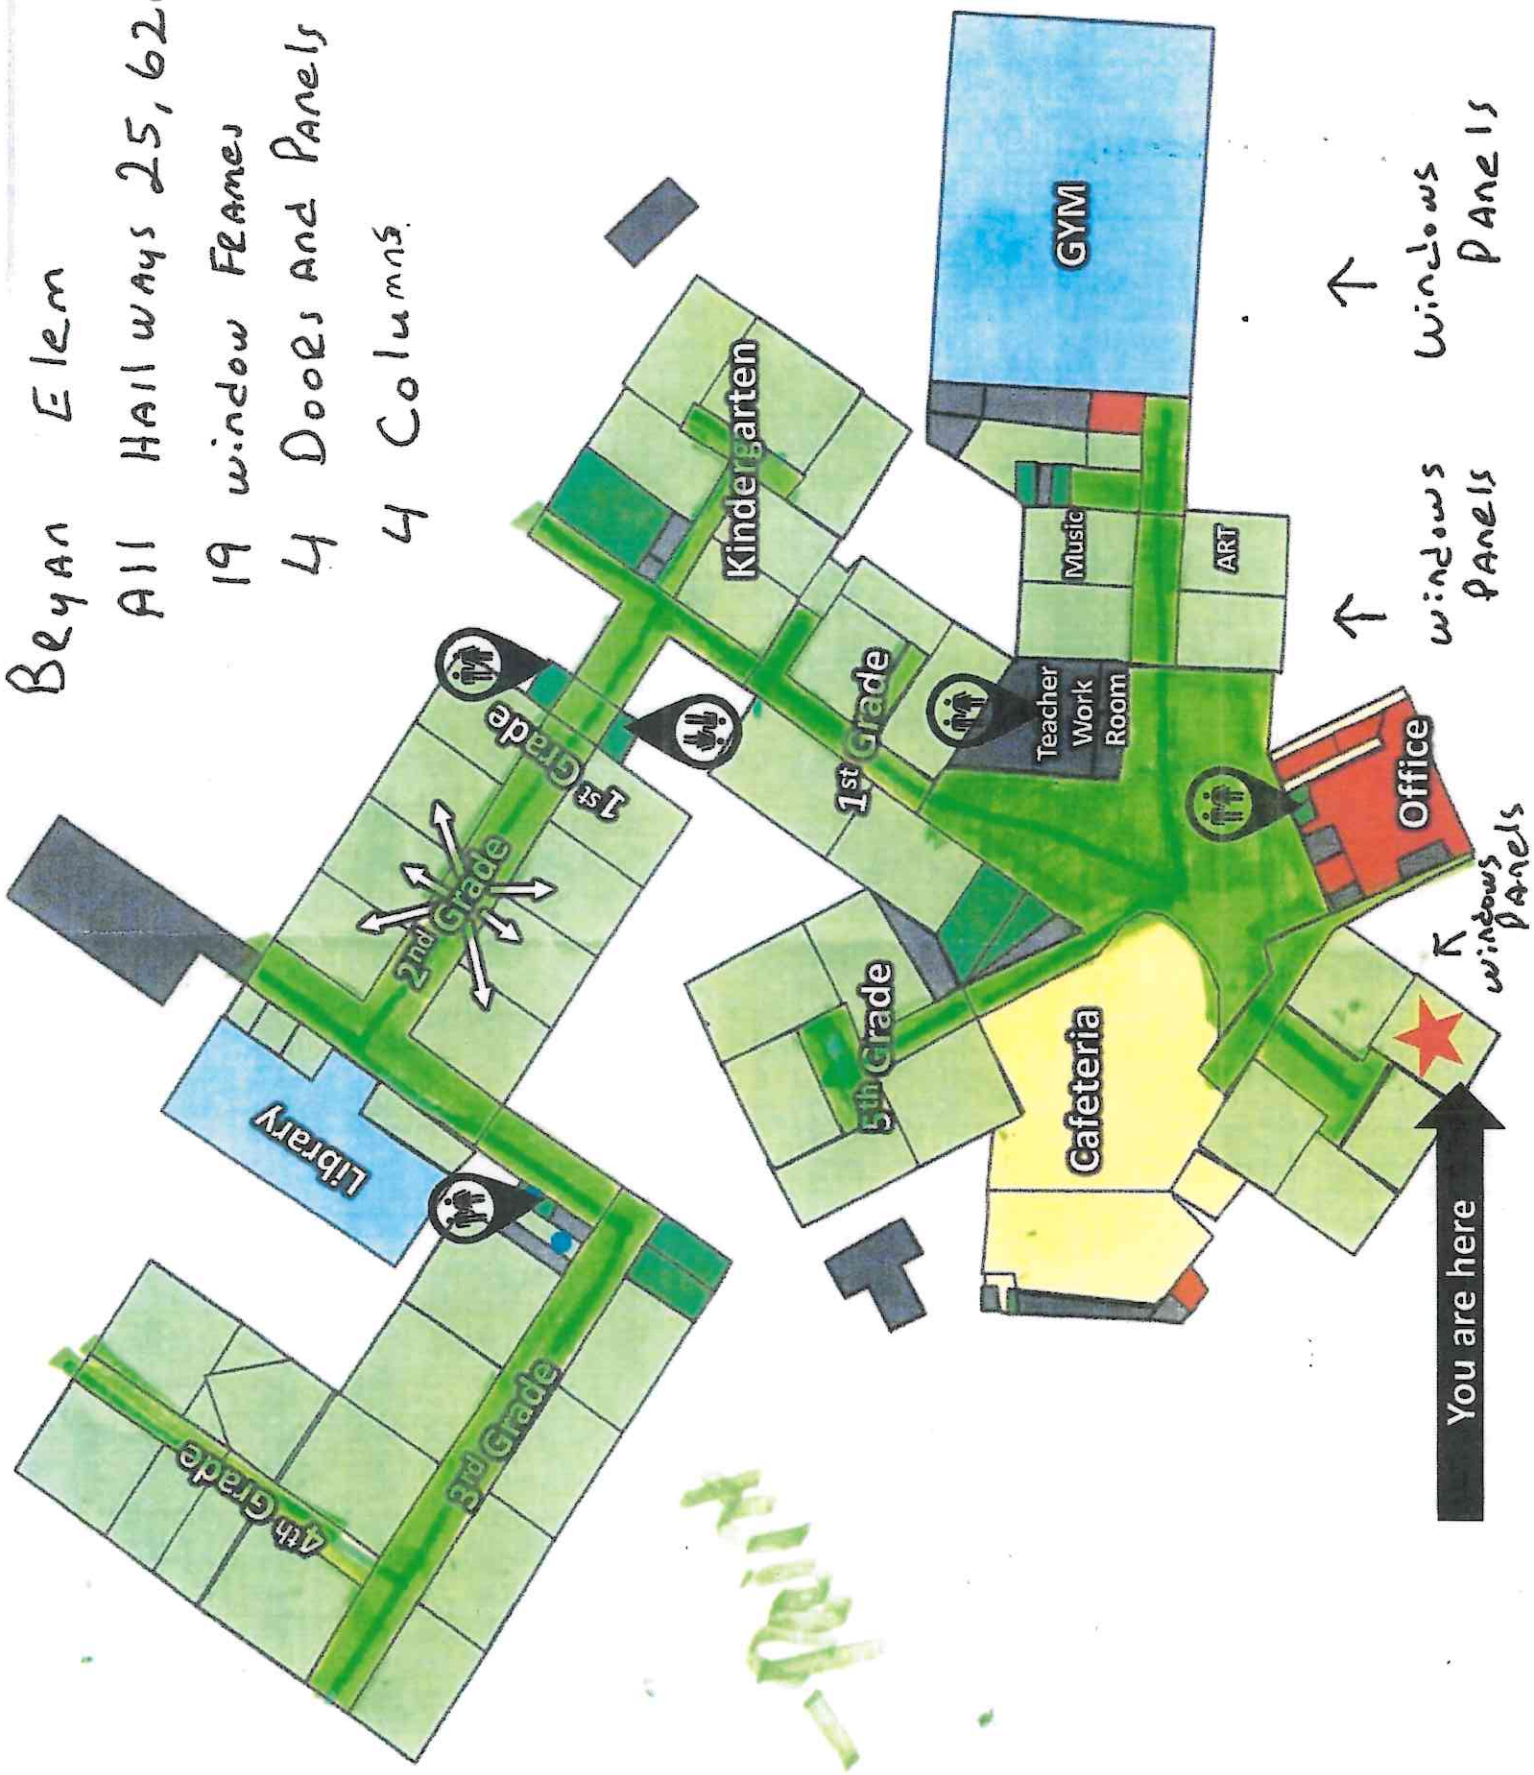 Bryan Elem
All Hallways 25,62
19 window Frames
4 Doors and Panels
4 Columns.
4th Grade
3rd Grade
Library
2nd Grade
1st Grade
Kindergarten
1st Grade
5th Grade
Cafeteria
Teacher
Work
Room
Music
ART
GYM
Office
You are here
windows
Panels
windows
Panels
windows
Panels